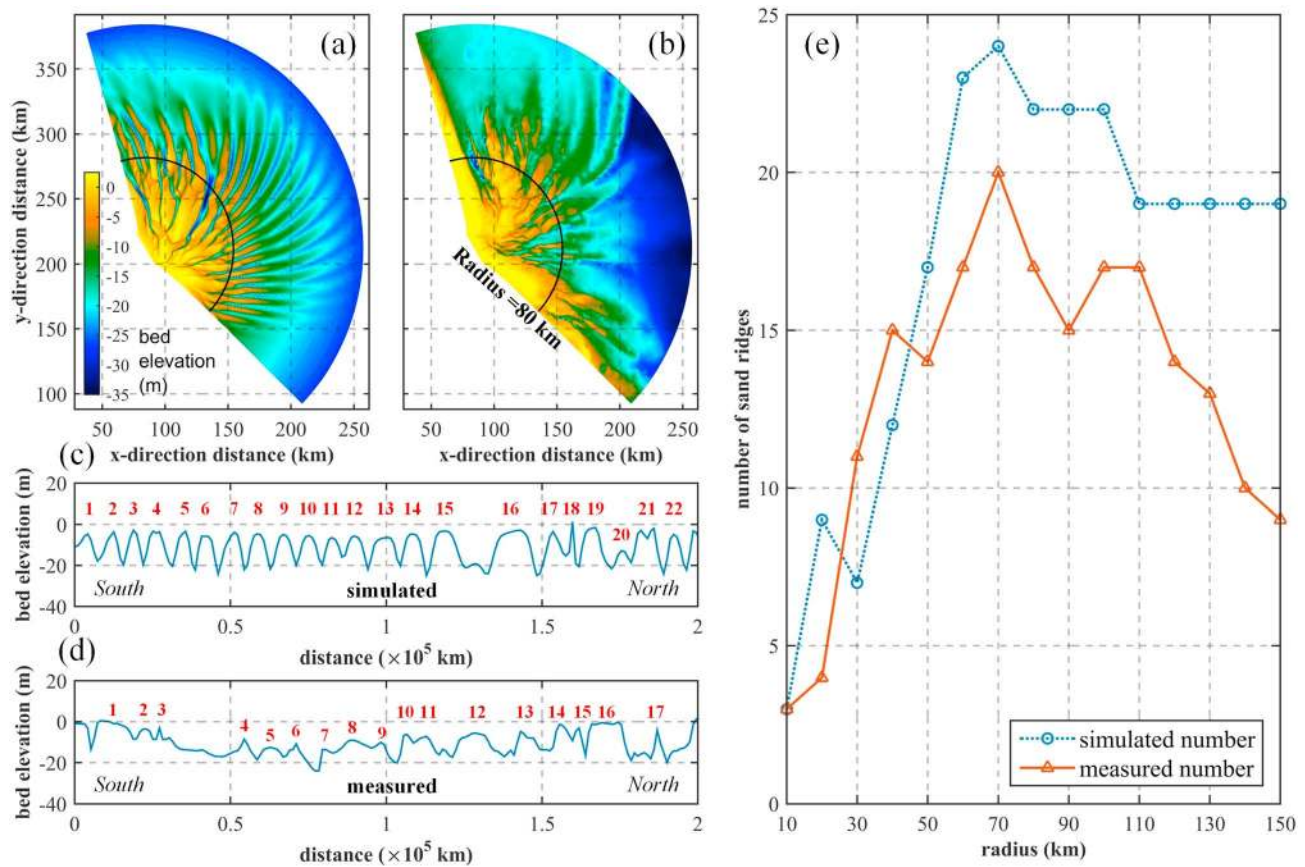 (a)
y-direction distance (km)
350
300
250
200
150
100
0
-5
-10
-15
-20
-25
-30
-35
bed
elevation
(m)
50 100 150 200 250
x-direction distance (km)
(b)
Radius =80 km
50 100 150 200 250
x-direction distance (km)
(c)
bed elevation (m)
20
0
-20
-40
1 2 3 4 5 6 7 8 9 10 11 12 13 14 15 16 17 18 19 20 21 22
South simulated North
0 0.5 1 1.5 2
distance (×10⁵ km)
(d)
bed elevation (m)
20
0
-20
-40
1 2 3 4 5 6 7 8 9 10 11 12 13 14 15 16 17
South measured North
0 0.5 1 1.5 2
distance (×10⁵ km)
(e)
number of sand ridges
25
20
15
10
5
0
simulated number
measured number
10 30 50 70 90 110 130 150
radius (km)